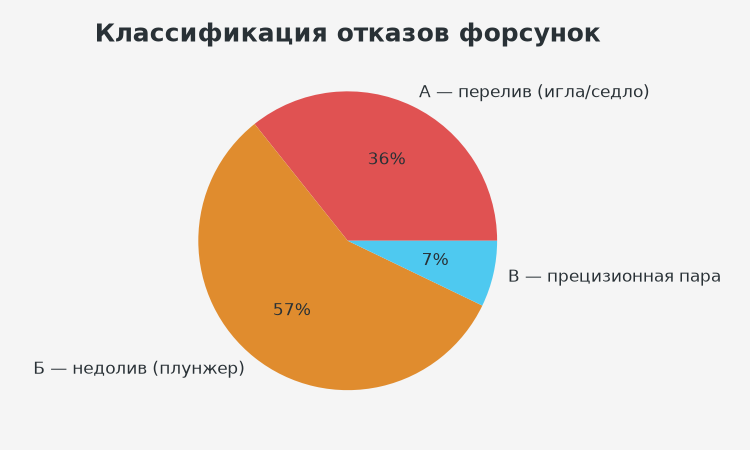 Классификация отказов форсунок
А — перелив (игла/седло)
36%
7%
В — прецизионная пара
57%
Б — недолив (плунжер)